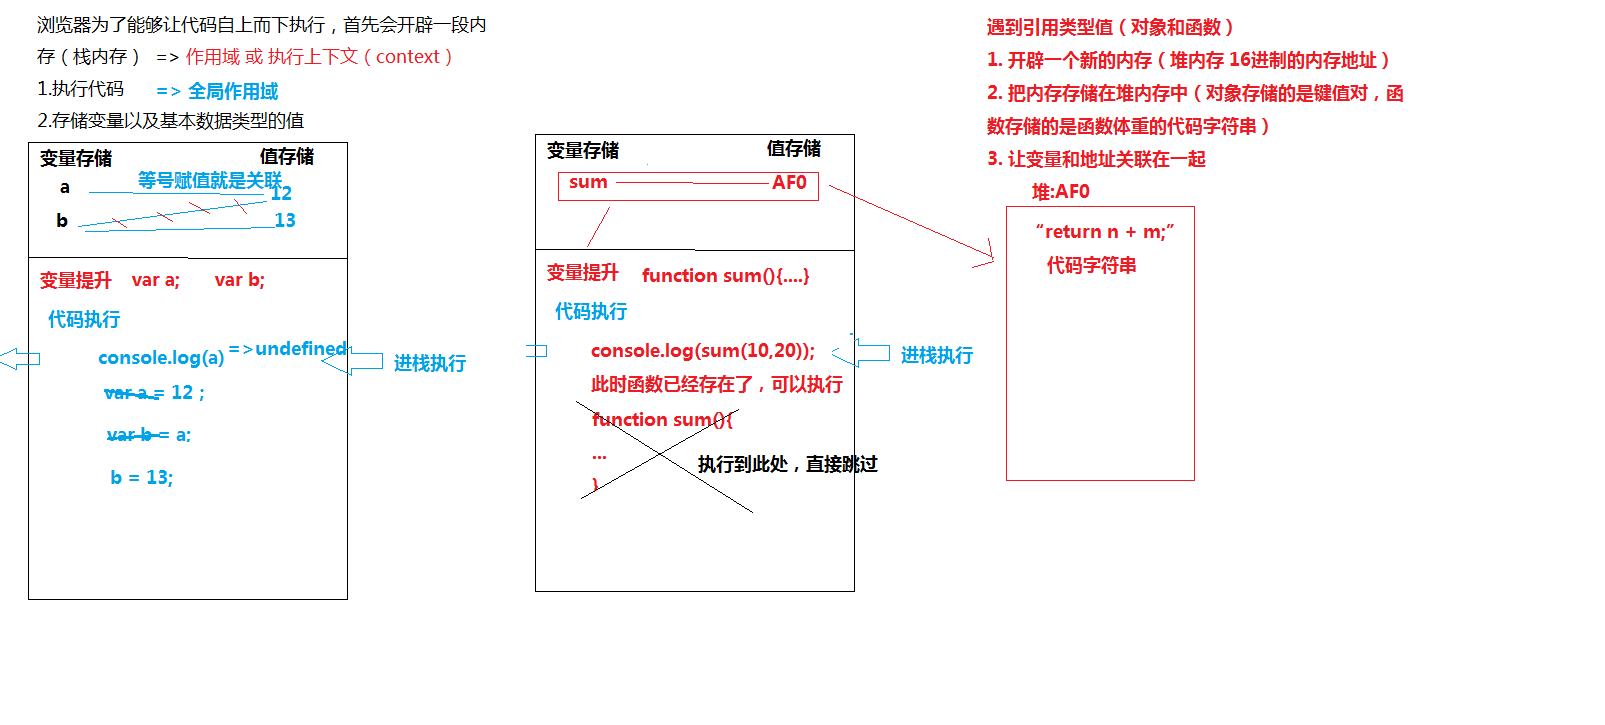 浏览器为了能够让代码自上而下执行，首先会开辟一段内
存（栈内存） => 作用域 或 执行上下文（context）
1.执行代码 => 全局作用域
2.存储变量以及基本数据类型的值
变量存储 值存储
a 等号赋值就是关联 12
b 13
变量提升 var a; var b;
代码执行
console.log(a) =>undefined
进栈执行
var a = 12 ;
var b = a;
b = 13;
变量存储 值存储
sum AF0
变量提升 function sum(){....}
代码执行
console.log(sum(10,20));
进栈执行
此时函数已经存在了，可以执行
function sum(){
...
}
执行到此处，直接跳过
遇到引用类型值（对象和函数）
1. 开辟一个新的内存（堆内存 16进制的内存地址）
2. 把内存存储在堆内存中（对象存储的是键值对，函
数存储的是函数体重的代码字符串）
3. 让变量和地址关联在一起
堆:AF0
“return n + m;”
代码字符串